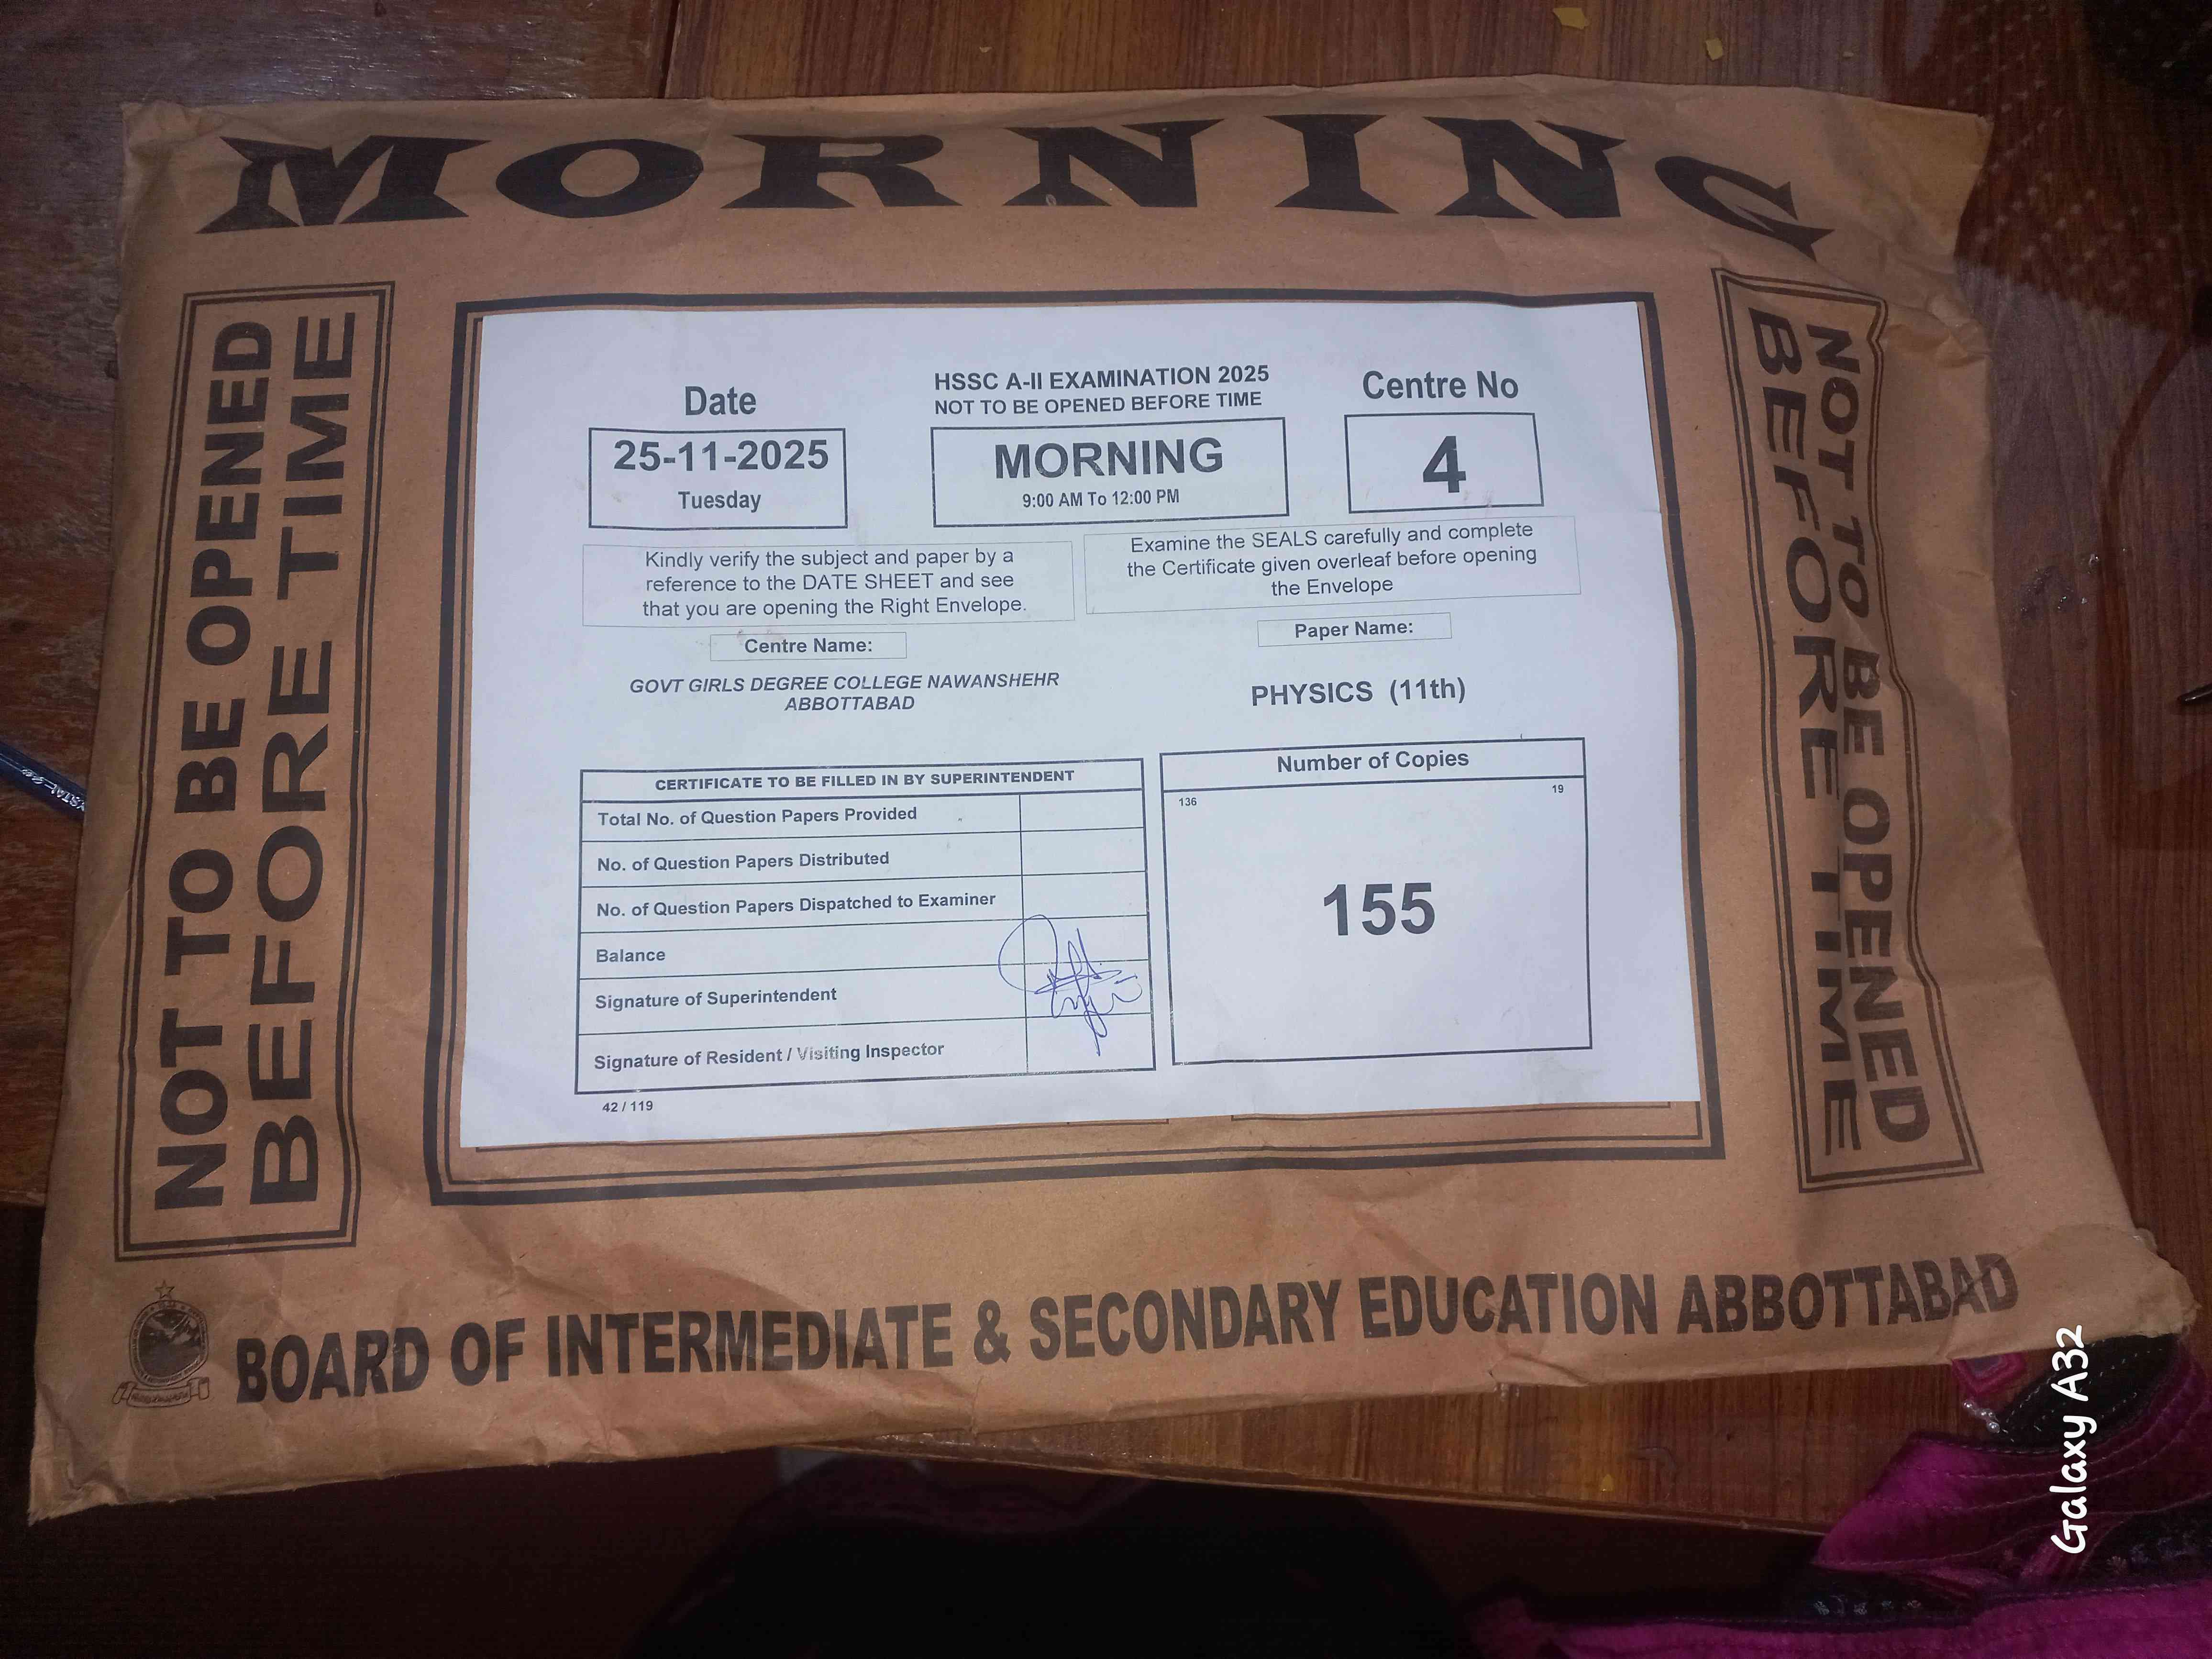 MORNING
NOT TO BE OPENED
BEFORE TIME
Date
25-11-2025
Tuesday
HSSC A-II EXAMINATION 2025
NOT TO BE OPENED BEFORE TIME
MORNING
9:00 AM To 12:00 PM
Centre No
4
Kindly verify the subject and paper by a
reference to the DATE SHEET and see
that you are opening the Right Envelope.
Examine the SEALS carefully and complete
the Certificate given overleaf before opening
the Envelope
Centre Name:
GOVT GIRLS DEGREE COLLEGE NAWANSHEHR
ABBOTTABAD
Paper Name:
PHYSICS (11th)
CERTIFICATE TO BE FILLED IN BY SUPERINTENDENT
Total No. of Question Papers Provided
No. of Question Papers Distributed
No. of Question Papers Dispatched to Examiner
Balance
Signature of Superintendent
Signature of Resident / Visiting Inspector
42 / 119
Number of Copies
136
19
155
NOT TO BE OPENED
BEFORE TIME
BOARD OF INTERMEDIATE & SECONDARY EDUCATION ABBOTTABAD
Galaxy A32